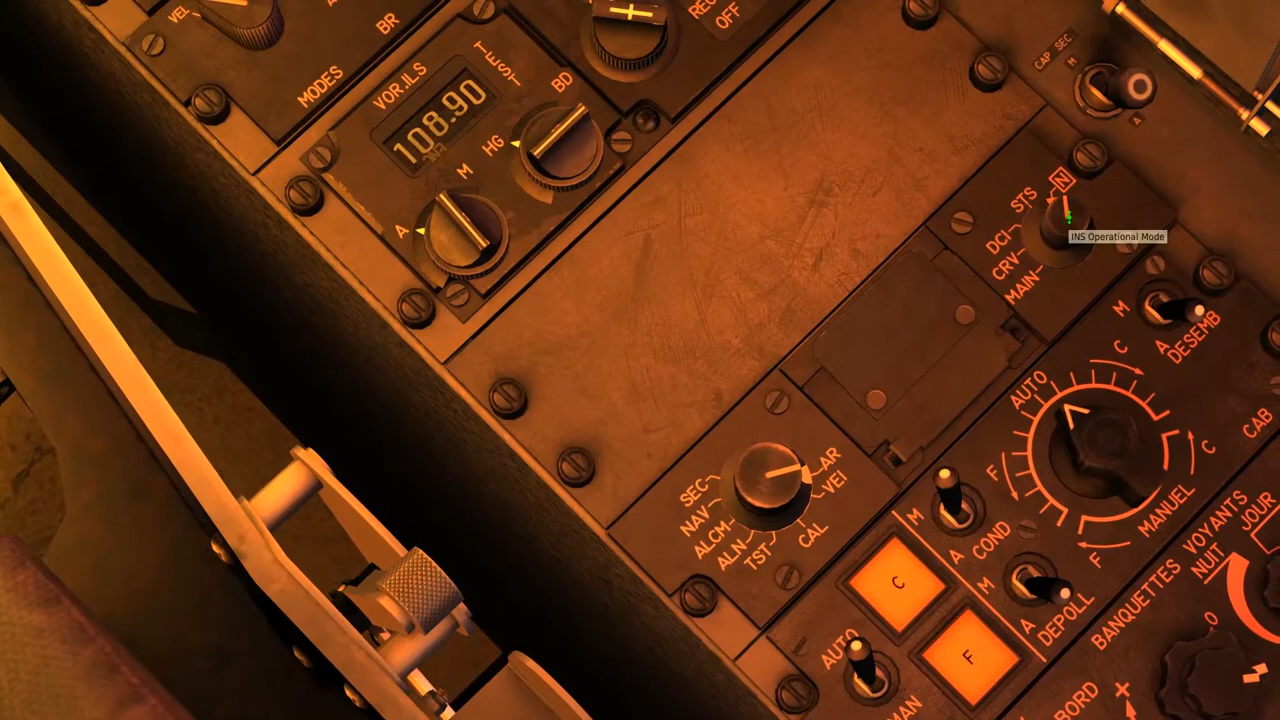 VEL
BR
MODES
VOR.ILS
TEST
108.90
BD
HG
M
A
OFF
CAP SEC
M
A
N
STS
DCI
CRV
MAIN
INS Operational Mode
M
A
DESEMB
C
AUTO
F
C
CAB
MANUEL
F
SEC
NAV
ALCM
ALN
TST
CAL
VEI
AR
M
A
COND
M
A
DEPOLL
C
F
AUTO
MAN
BANQUETTES
VOYANTS
NUIT
JOUR
0
BORD